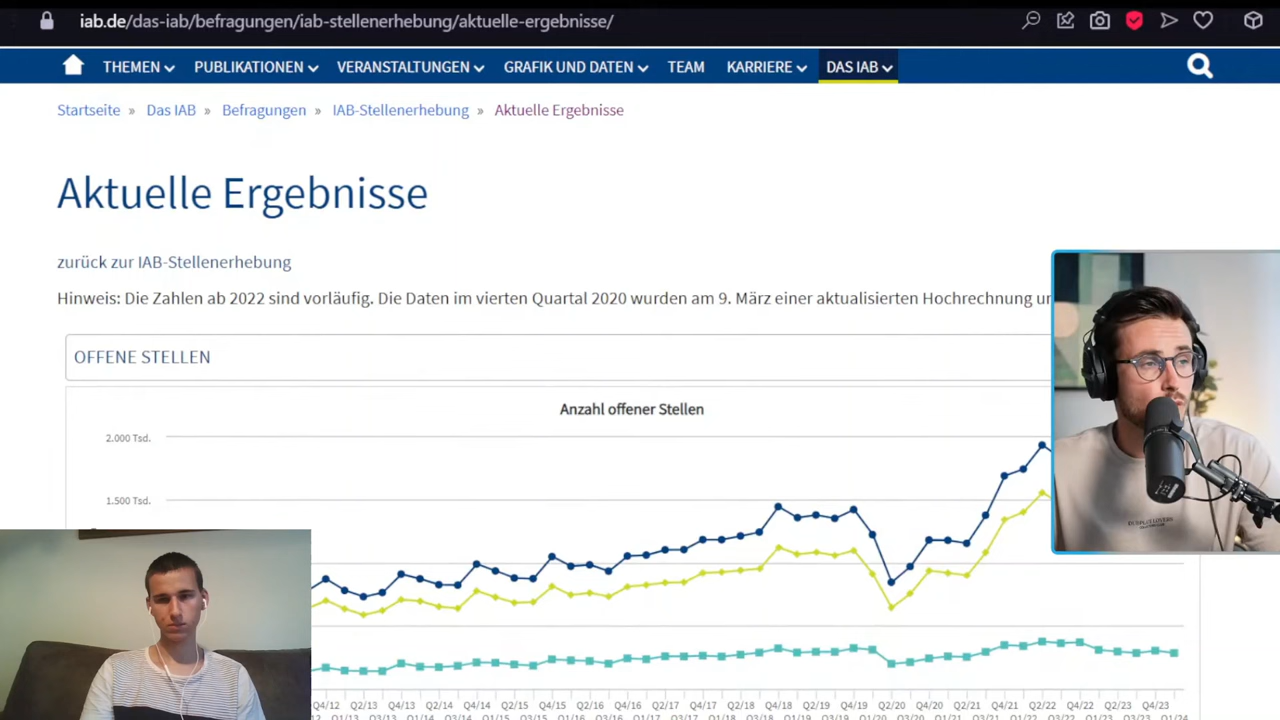 iab.de/das-iab/befragungen/iab-stellenerhebung/aktuelle-ergebnisse/
THEMEN PUBLIKATIONEN VERANSTALTUNGEN GRAFIK UND DATEN TEAM KARRIERE DAS IAB
Startseite » Das IAB » Befragungen » IAB-Stellenerhebung » Aktuelle Ergebnisse
Aktuelle Ergebnisse
zurück zur IAB-Stellenerhebung
Hinweis: Die Zahlen ab 2022 sind vorläufig. Die Daten im vierten Quartal 2020 wurden am 9. März einer aktualisierten Hochrechnung
OFFENE STELLEN
Anzahl offener Stellen
2.000 Tsd.
1.500 Tsd.
Q4/12 Q2/13 Q4/13 Q2/14 Q4/14 Q2/15 Q4/15 Q2/16 Q4/16 Q2/17 Q4/17 Q2/18 Q4/18 Q2/19 Q4/19 Q2/20 Q4/20 Q2/21 Q4/21 Q2/22 Q4/22 Q2/23 Q4/23